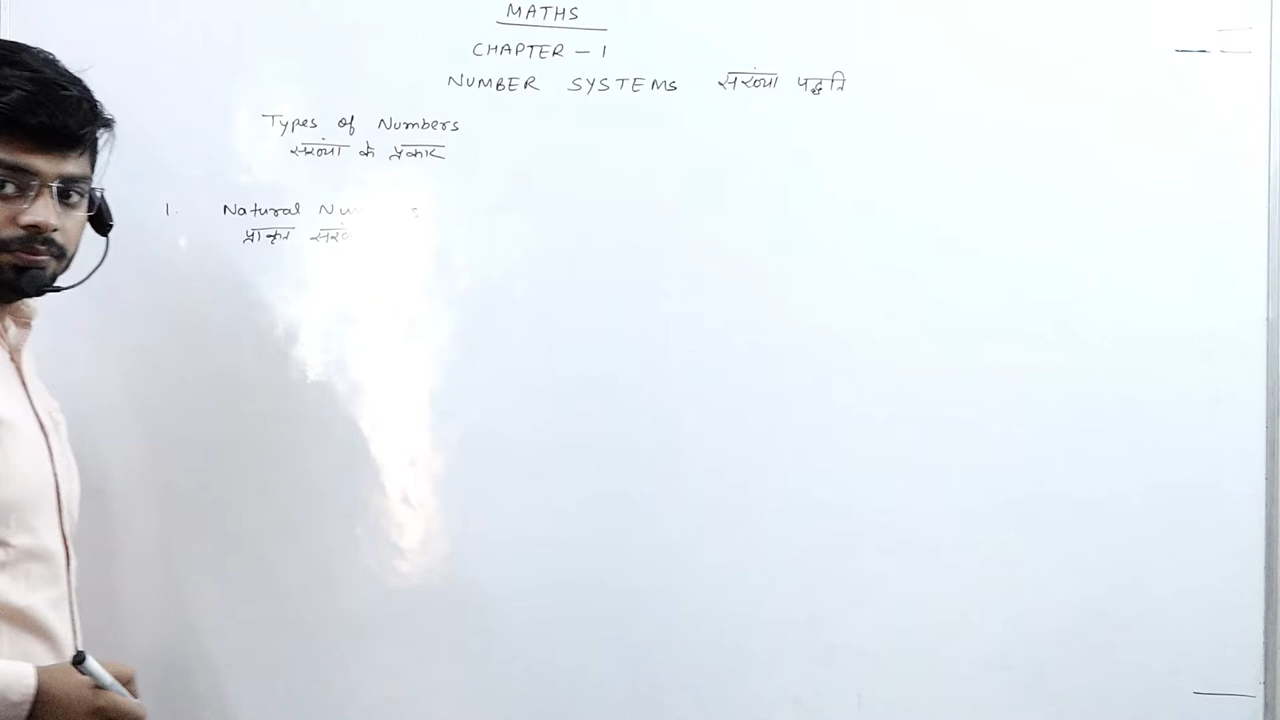 MATHS
CHAPTER – 1
NUMBER SYSTEMS संख्या पद्धति
Types of Numbers
संख्या के प्रकार
1. Natural
प्राकृत